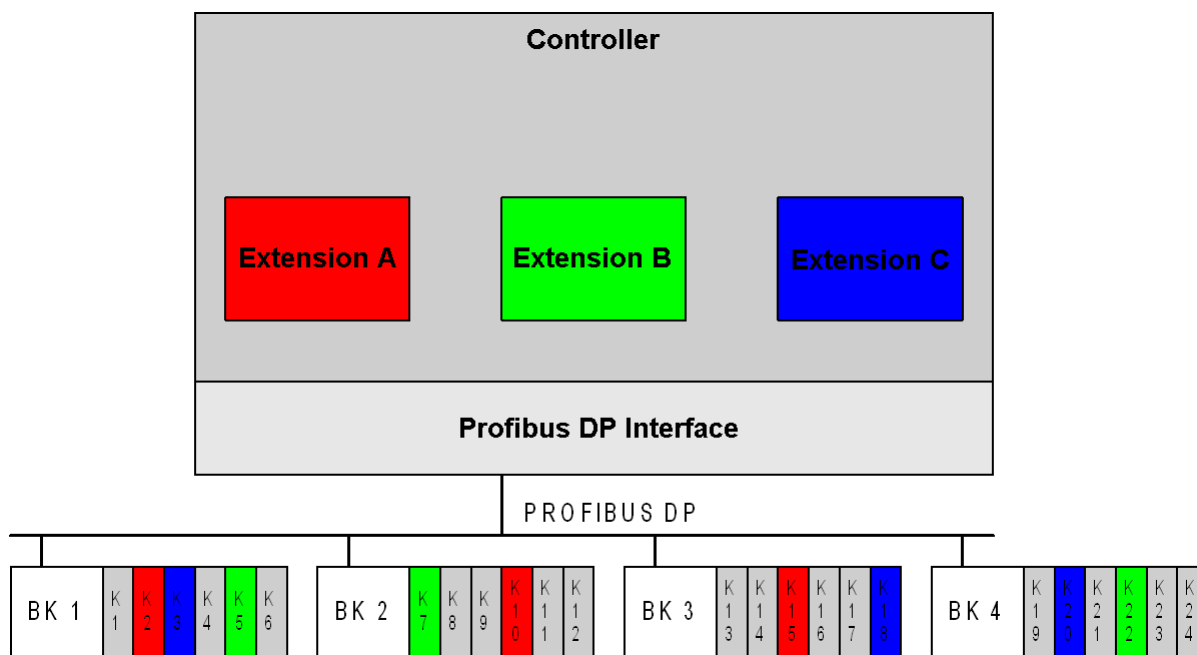 Controller
Extension A Extension B Extension C
Profibus DP Interface
PROFIBUS DP
BK 1 K1 K2 K3 K4 K5 K6 BK 2 K7 K8 K9 K10 K11 K12 BK 3 K13 K14 K15 K16 K17 K18 BK 4 K19 K20 K21 K22 K23 K24